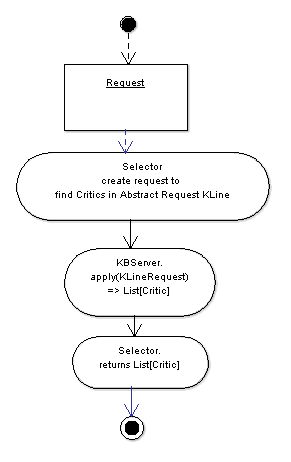 Request
Selector
create request to
find Critics in Abstract Request KLine
KBServer.
apply(KLineRequest)
=> List[Critic]
Selector.
returns List[Critic]